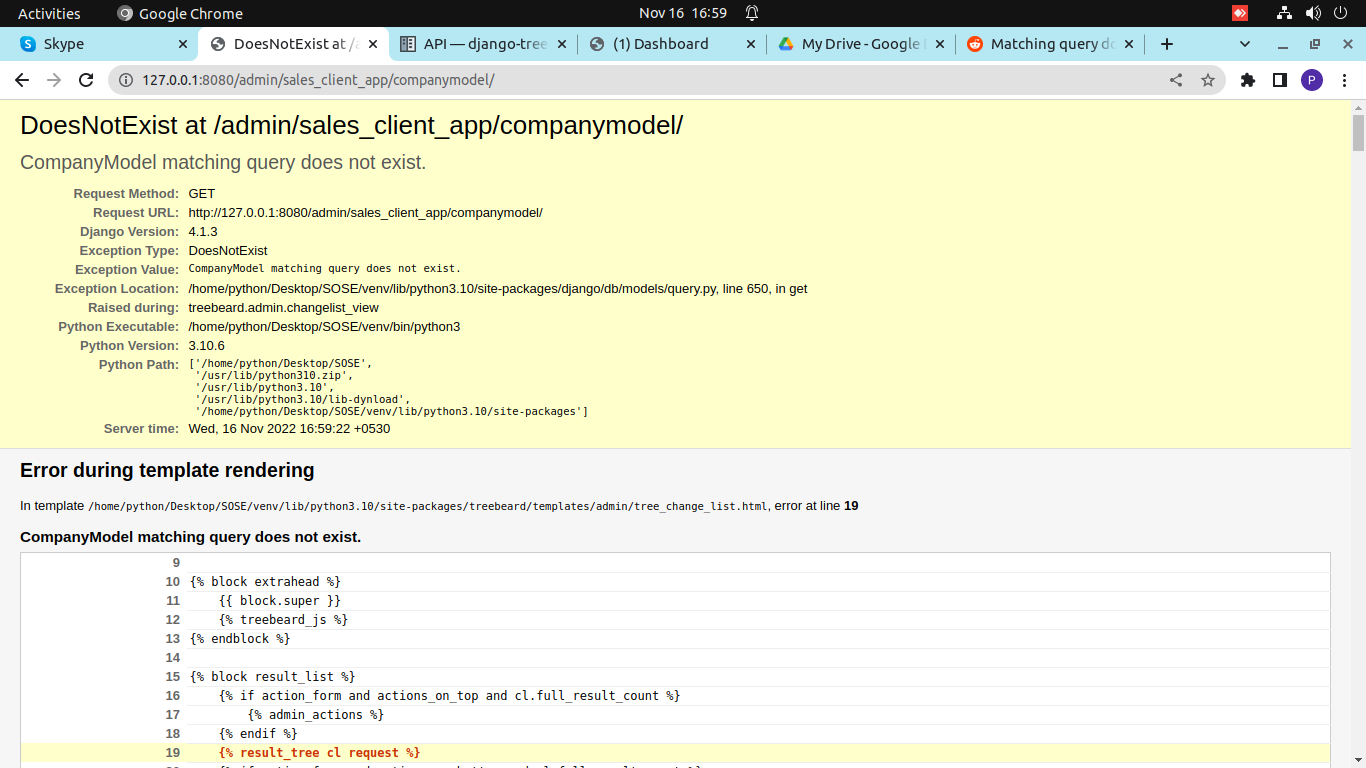 Activities
Google Chrome
Nov 16 16:59
Skype
DoesNotExist at /a
API — django-tree
(1) Dashboard
My Drive - Google
Matching query do
127.0.0.1:8080/admin/sales_client_app/companymodel/
P
DoesNotExist at /admin/sales_client_app/companymodel/
CompanyModel matching query does not exist.
Request Method: GET
Request URL: http://127.0.0.1:8080/admin/sales_client_app/companymodel/
Django Version: 4.1.3
Exception Type: DoesNotExist
Exception Value: CompanyModel matching query does not exist.
Exception Location: /home/python/Desktop/SOSE/venv/lib/python3.10/site-packages/django/db/models/query.py, line 650, in get
Raised during: treebeard.admin.changelist_view
Python Executable: /home/python/Desktop/SOSE/venv/bin/python3
Python Version: 3.10.6
Python Path: ['/home/python/Desktop/SOSE',
'/usr/lib/python310.zip',
'/usr/lib/python3.10',
'/usr/lib/python3.10/lib-dynload',
'/home/python/Desktop/SOSE/venv/lib/python3.10/site-packages']
Server time: Wed, 16 Nov 2022 16:59:22 +0530
Error during template rendering
In template /home/python/Desktop/SOSE/venv/lib/python3.10/site-packages/treebeard/templates/admin/tree_change_list.html, error at line 19
CompanyModel matching query does not exist.
9
10 {% block extrahead %}
11 {{ block.super }}
12 {% treebeard_js %}
13 {% endblock %}
14
15 {% block result_list %}
16 {% if action_form and actions_on_top and cl.full_result_count %}
17 {% admin_actions %}
18 {% endif %}
19 {% result_tree cl request %}